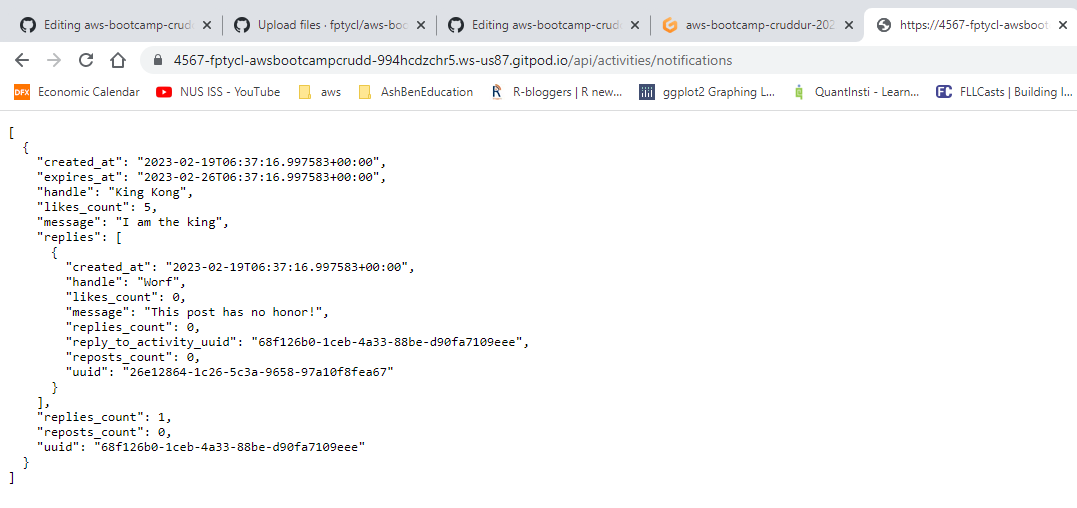 Editing aws-bootcamp-crud
Upload files · fptycl/aws-boo
Editing aws-bootcamp-crud
aws-bootcamp-cruddur-202
https://4567-fptycl-awsboot
4567-fptycl-awsbootcampcrudd-994hcdzchr5.ws-us87.gitpod.io/api/activities/notifications
DFX Economic Calendar
NUS ISS - YouTube
aws
AshBenEducation
R R-bloggers | R new...
ggplot2 Graphing L...
QuantInsti - Learn...
FC FLLCasts | Building I...
[
  {
    "created_at": "2023-02-19T06:37:16.997583+00:00",
    "expires_at": "2023-02-26T06:37:16.997583+00:00",
    "handle": "King Kong",
    "likes_count": 5,
    "message": "I am the king",
    "replies": [
      {
        "created_at": "2023-02-19T06:37:16.997583+00:00",
        "handle": "Worf",
        "likes_count": 0,
        "message": "This post has no honor!",
        "replies_count": 0,
        "reply_to_activity_uuid": "68f126b0-1ceb-4a33-88be-d90fa7109eee",
        "reposts_count": 0,
        "uuid": "26e12864-1c26-5c3a-9658-97a10f8fea67"
      }
    ],
    "replies_count": 1,
    "reposts_count": 0,
    "uuid": "68f126b0-1ceb-4a33-88be-d90fa7109eee"
  }
]